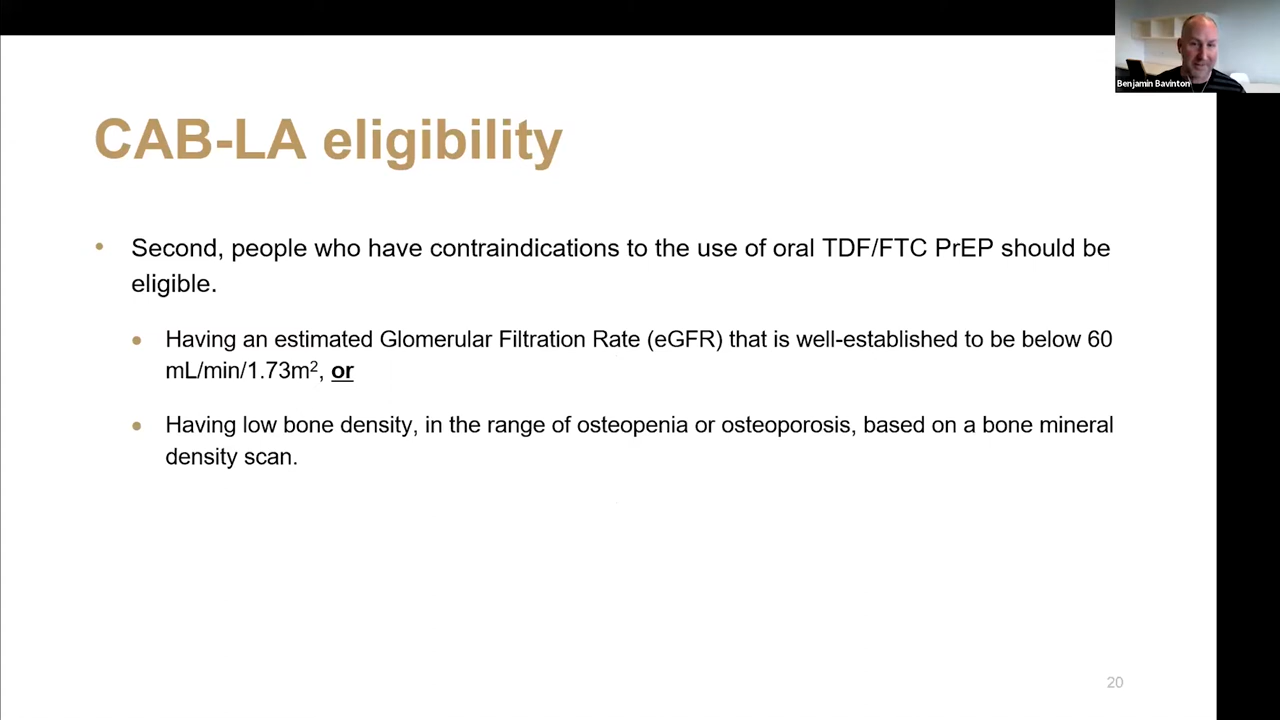 Benjamin Bavinton
CAB-LA eligibility
• Second, people who have contraindications to the use of oral TDF/FTC PrEP should be
eligible.
• Having an estimated Glomerular Filtration Rate (eGFR) that is well-established to be below 60
mL/min/1.73m², or
• Having low bone density, in the range of osteopenia or osteoporosis, based on a bone mineral
density scan.
20